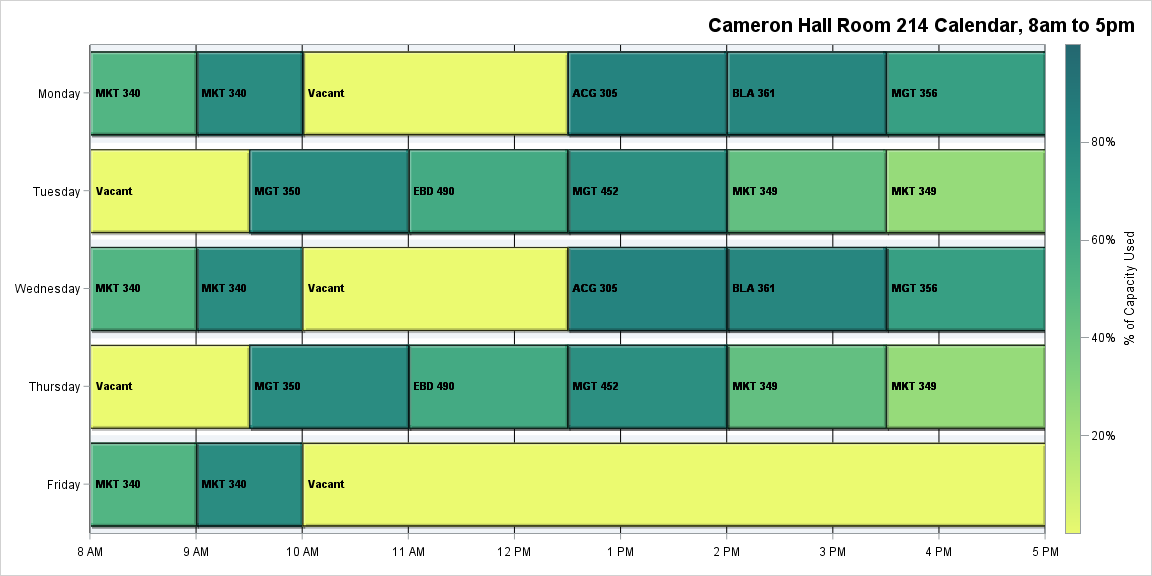 Cameron Hall Room 214 Calendar, 8am to 5pm
Monday
MKT 340
MKT 340
Vacant
ACG 305
BLA 361
MGT 356
Tuesday
Vacant
MGT 350
EBD 490
MGT 452
MKT 349
MKT 349
Wednesday
MKT 340
MKT 340
Vacant
ACG 305
BLA 361
MGT 356
Thursday
Vacant
MGT 350
EBD 490
MGT 452
MKT 349
MKT 349
Friday
MKT 340
MKT 340
Vacant
8 AM
9 AM
10 AM
11 AM
12 PM
1 PM
2 PM
3 PM
4 PM
5 PM
80%
60%
40%
20%
% of Capacity Used